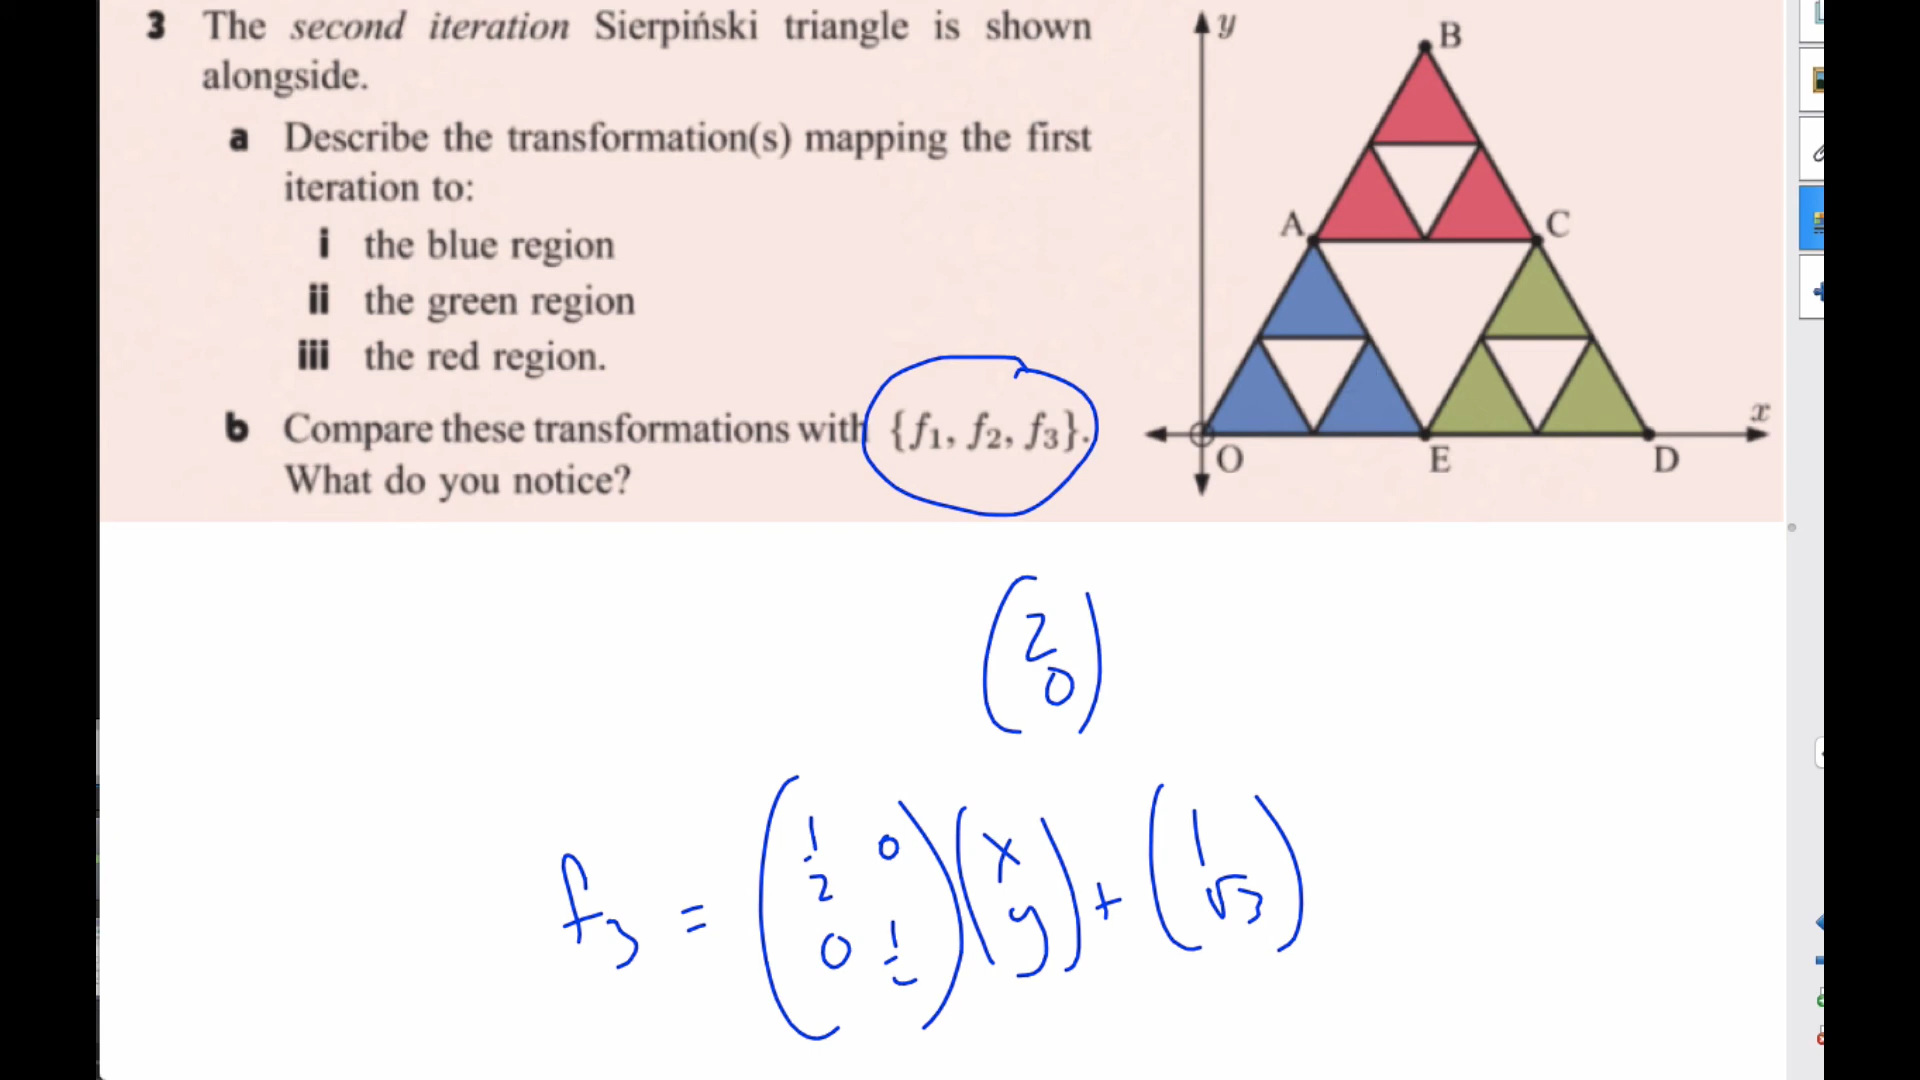 3 The second iteration Sierpiński triangle is shown
alongside.
a Describe the transformation(s) mapping the first
iteration to:
i the blue region
ii the green region
iii the red region.
b Compare these transformations with {f₁, f₂, f₃}.
What do you notice?
y
B
A
C
x
O
E
D
(2
0)
f₃ = (1/2 0
0 1/2) (x
y) + (1
√3)